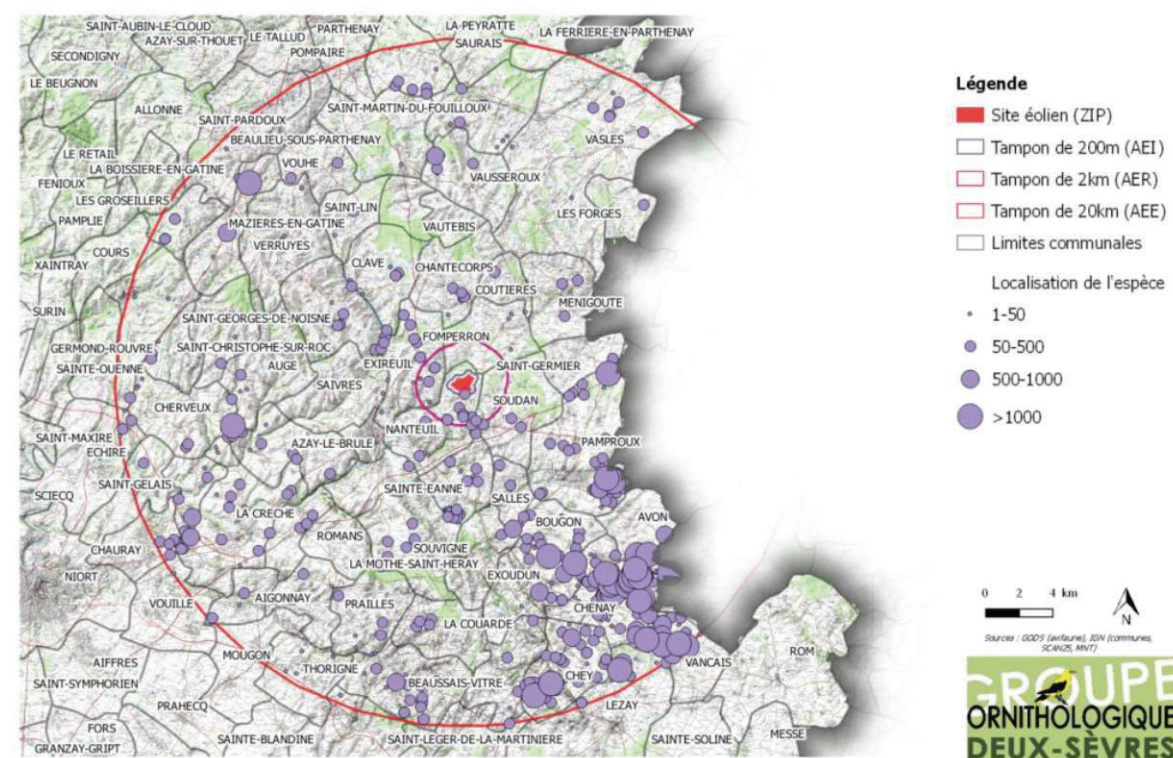 SAINT-AUBIN-LE-CLOUD
PARTHENAY
LA PEYRATTE
LA FERRIERE-EN-PARTHENAY
AZAY-SUR-THOUET
LE TALLUD
POMPAIRE
SAURAIS
SECONDIGNY
LE BEUGNON
ALLONNE
SAINT-MARTIN-DU-FOUILLOUX
SAINT-PARDOUX
BEAULIEU-SOUS-PARTHENAY
VASLES
LE RETAIL
VOUHE
LA BOISSIERE-EN-GATINE
VAUSSEROUX
FENIOUX
LES GROSEILLERS
SAINT-LIN
LES FORGES
PAMPLIE
MAZIERES-EN-GATINE
VAUTEBIS
COURS
VERRUYES
XAINTRAY
CLAVE
CHANTECORPS
COUTIERES
MENIGOUTE
SURIN
SAINT-GEORGES-DE-NOISNE
FOMPERRON
GERMOND-ROUVRE
SAINT-CHRISTOPHE-SUR-ROC
EXIREUIL
SAINT-GERMIER
SAINTE-OUENNE
AUGE
SAIVRES
SOUDAN
CHERVEUX
NANTEUIL
SAINT-MAXIRE
AZAY-LE-BRULE
PAMPROUX
ECHIRE
SAINT-GELAIS
SAINTE-EANNE
SCIECQ
SALLES
LA CRECHE
BOUGON
AVON
ROMANS
SOUVIGNE
CHAURAY
LA MOTHE-SAINT-HERAY
EXOUDUN
NIORT
VOUILLE
AIGONNAY
PRAILLES
CHENAY
LA COUARDE
MOUGON
VANCAIS
ROM
AIFFRES
THORIGNE
CHEY
SAINT-SYMPHORIEN
BEAUSSAIS-VITRE
PRAHECQ
LEZAY
FORS
SAINTE-BLANDINE
SAINT-LEGER-DE-LA-MARTINIERE
SAINTE-SOLINE
MESSE
GRANZAY-GRIPT
Légende
Site éolien (ZIP)
Tampon de 200m (AEI)
Tampon de 2km (AER)
Tampon de 20km (AEE)
Limites communales
Localisation de l'espèce
1-50
50-500
500-1000
>1000
0 2 4 km
N
Sources : GODS (avifaune), IGN (communes,
SCAN25, MNT)
GROUPE
ORNITHOLOGIQUE
DEUX-SÈVRES